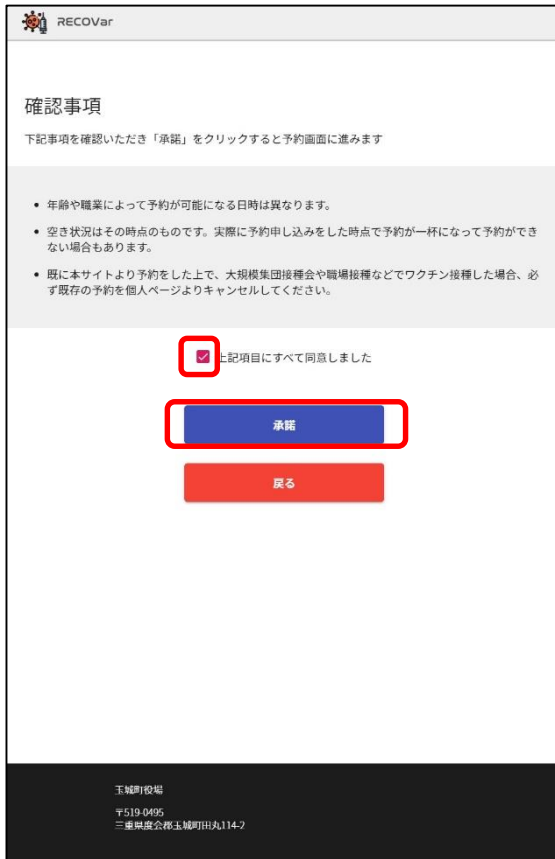 RECOVar
確認事項
下記事項を確認いただき「承諾」をクリックすると予約画面に進みます
• 年齢や職業によって予約が可能になる日時は異なります。
• 空き状況はその時点のものです。実際に予約申し込みをした時点で予約が一杯になって予約ができ
ない場合もあります。
• 既に本サイトより予約をした上で、大規模集団接種会や職場接種などでワクチン接種した場合、必
ず既存の予約を個人ページよりキャンセルしてください。
上記項目にすべて同意しました
承諾
戻る
玉城町役場
〒519-0495
三重県度会郡玉城町田丸114-2